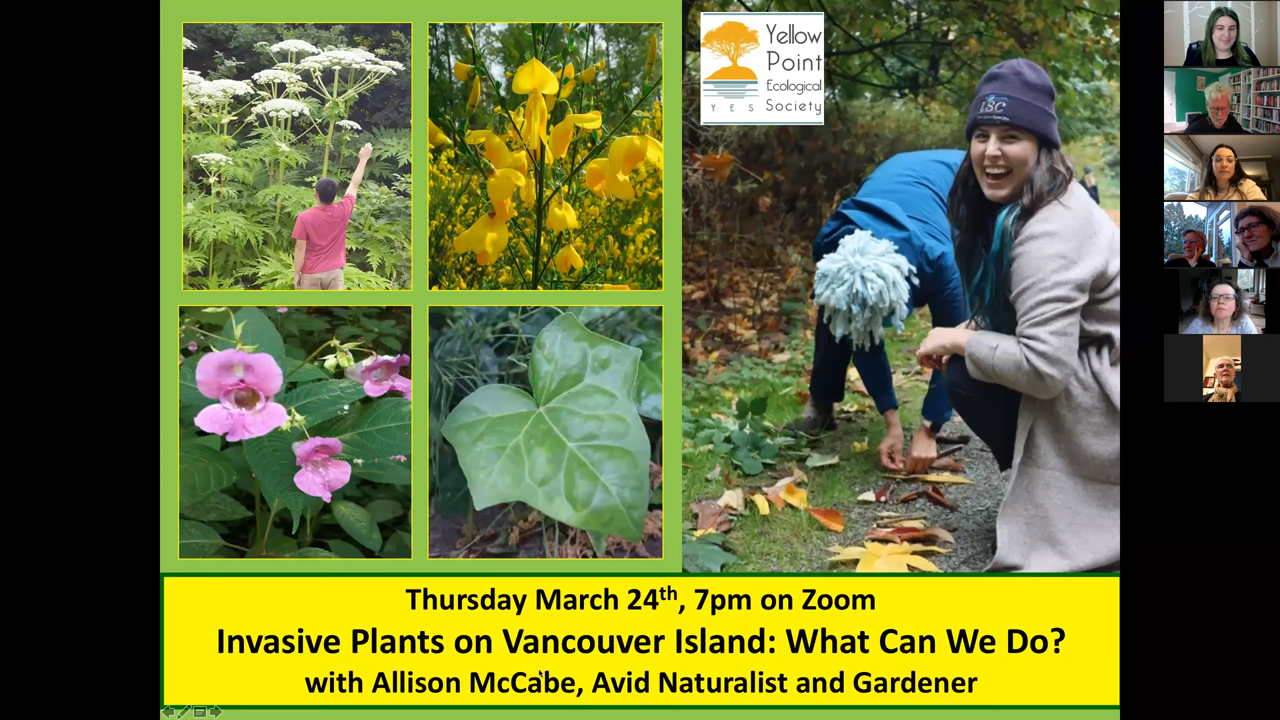 Yellow
Point
Ecological
Society
Y E S
ISC
Thursday March 24th, 7pm on Zoom
Invasive Plants on Vancouver Island: What Can We Do?
with Allison McCabe, Avid Naturalist and Gardener